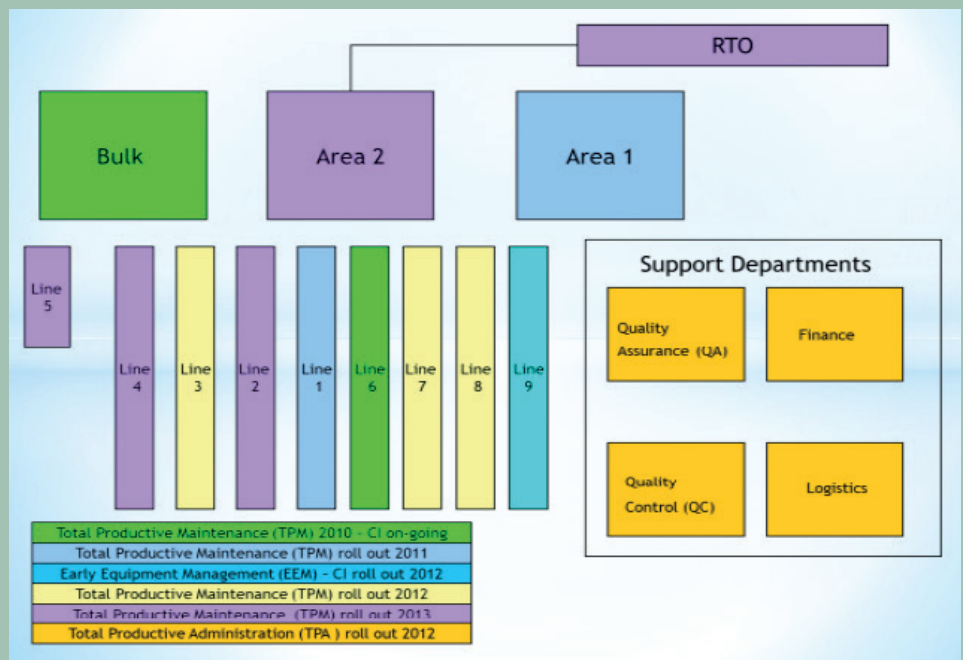 RTO
Bulk
Area 2
Area 1
Line
5
Line
4
Line
3
Line
2
Line
1
Line
6
Line
7
Line
8
Line
9
Support Departments
Quality
Assurance (QA)
Finance
Quality
Control (QC)
Logistics
Total Productive Maintenance (TPM) 2010 - CI on-going
Total Productive Maintenance (TPM) roll out 2011
Early Equipment Management (EEM) - CI roll out 2012
Total Productive Maintenance (TPM) roll out 2012
Total Productive Maintenance (TPM) roll out 2013
Total Productive Administration (TPA ) roll out 2012